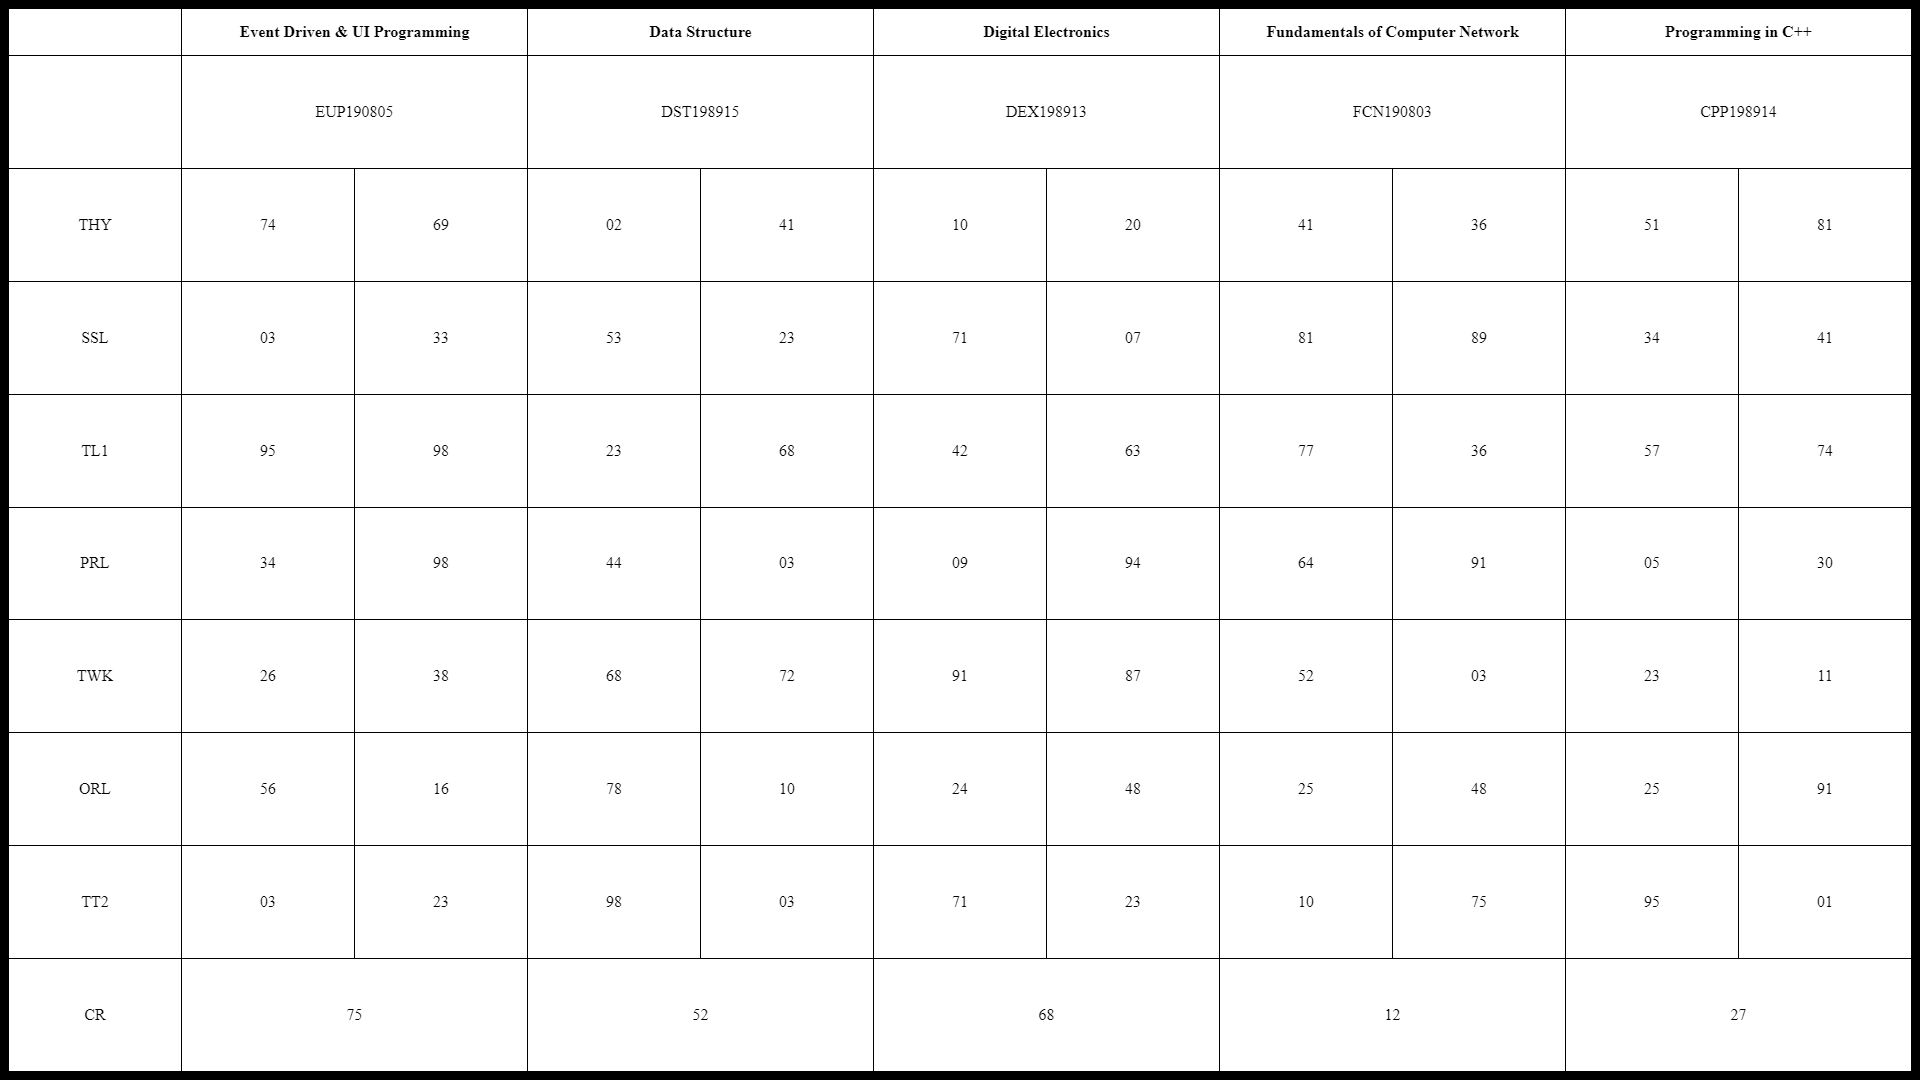 Event Driven & UI Programming Data Structure Digital Electronics Fundamentals of Computer Network Programming in C++
EUP190805 DST198915 DEX198913 FCN190803 CPP198914
THY 74 69 02 41 10 20 41 36 51 81
SSL 03 33 53 23 71 07 81 89 34 41
TL1 95 98 23 68 42 63 77 36 57 74
PRL 34 98 44 03 09 94 64 91 05 30
TWK 26 38 68 72 91 87 52 03 23 11
ORL 56 16 78 10 24 48 25 48 25 91
TT2 03 23 98 03 71 23 10 75 95 01
CR 75 52 68 12 27